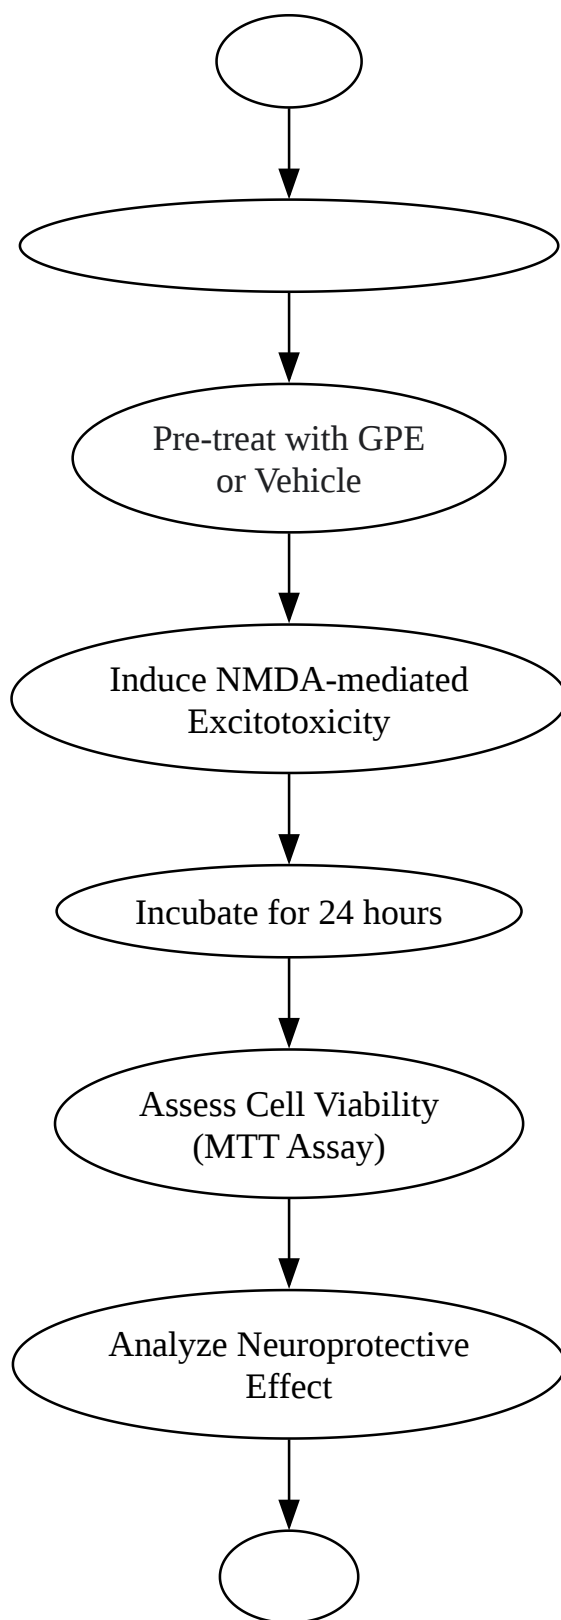 Pre-treat with GPE
or Vehicle
Induce NMDA-mediated
Excitotoxicity
Incubate for 24 hours
Assess Cell Viability
(MTT Assay)
Analyze Neuroprotective
Effect